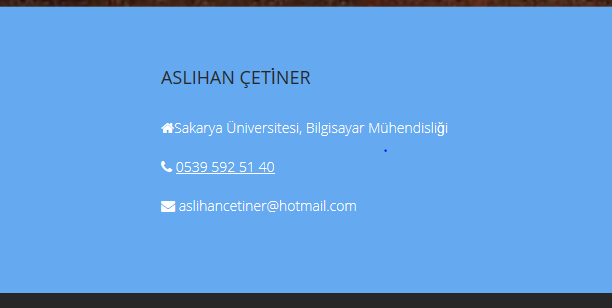 ASLIHAN ÇETİNER
Sakarya Üniversitesi, Bilgisayar Mühendisliği
0539 592 51 40
aslihancetiner@hotmail.com